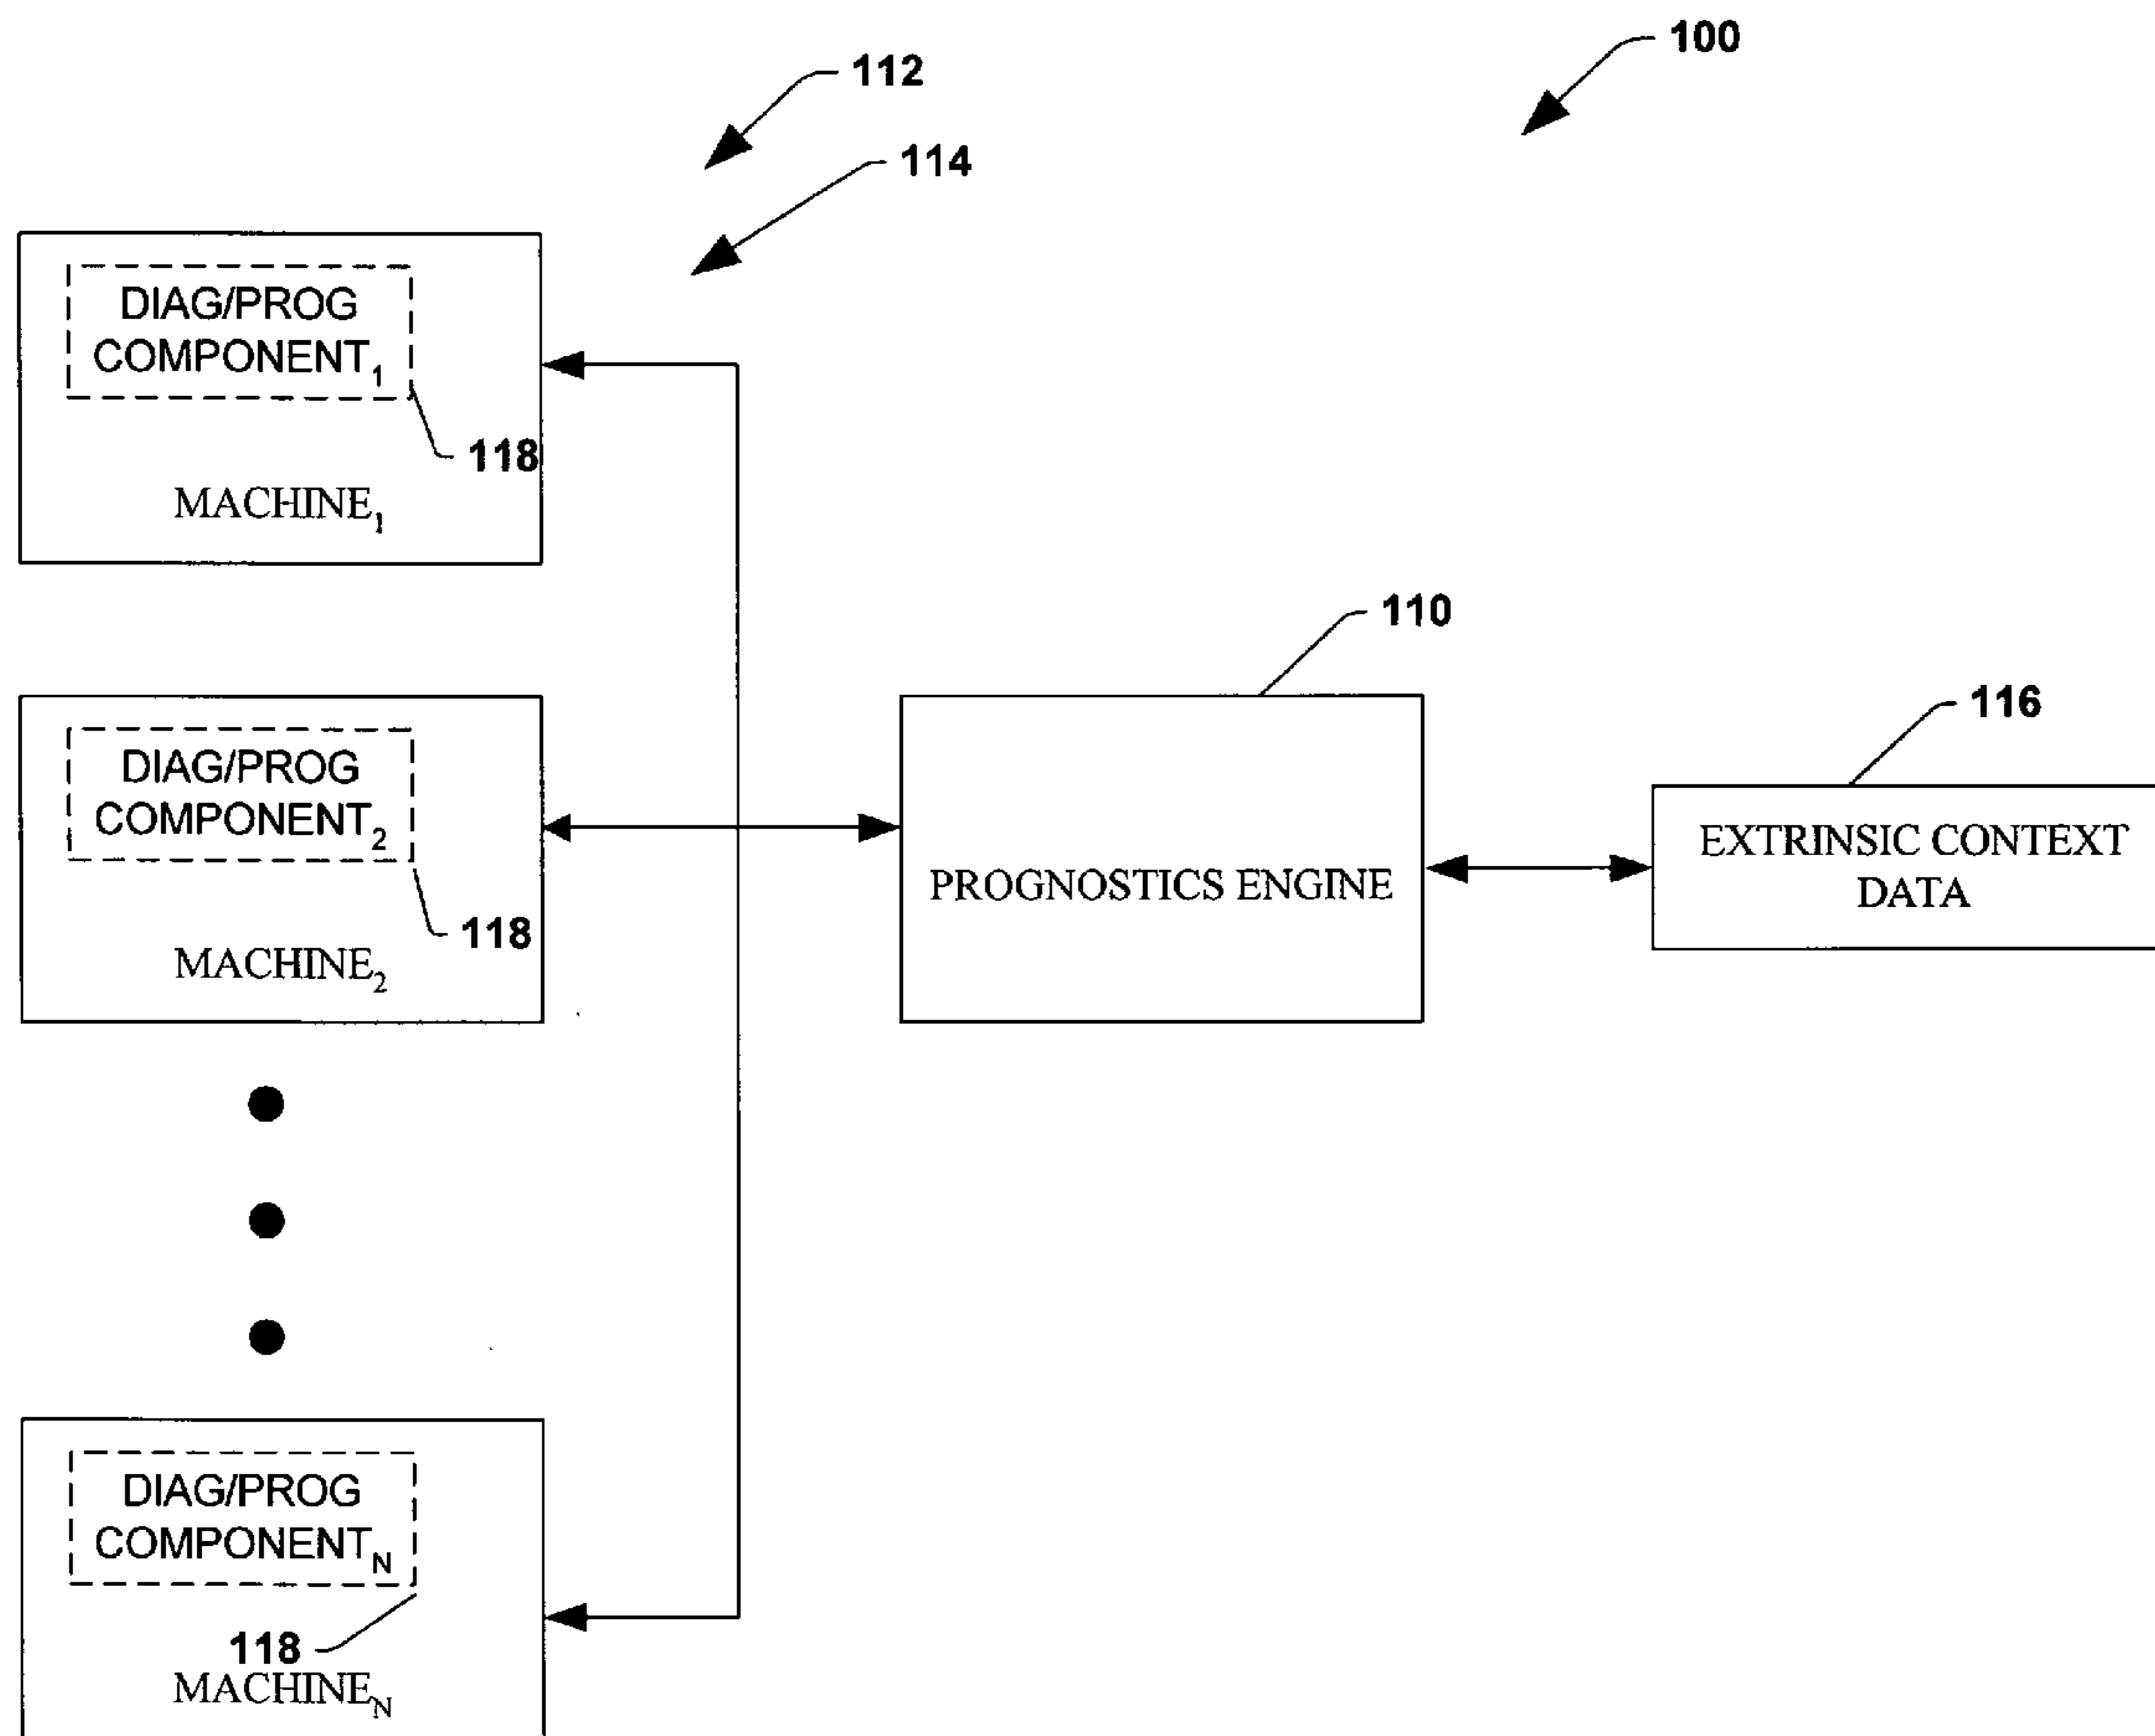 100
112
114
DIAG/PROG
COMPONENT1
118
MACHINE1
110
116
DIAG/PROG
COMPONENT2
118
MACHINE2
PROGNOSTICS ENGINE
EXTRINSIC CONTEXT
DATA
DIAG/PROG
COMPONENTN
118
MACHINEN